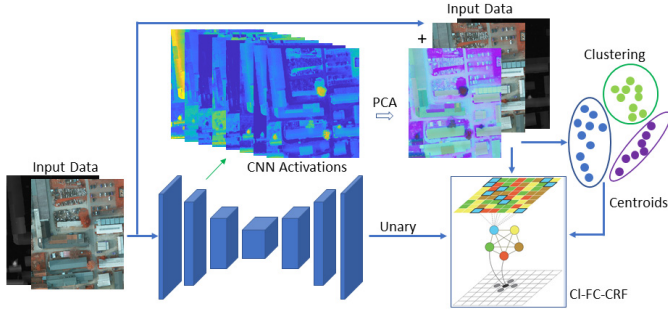 Input Data
+
Clustering
PCA
Input Data
CNN Activations
Centroids
Unary
Cl-FC-CRF